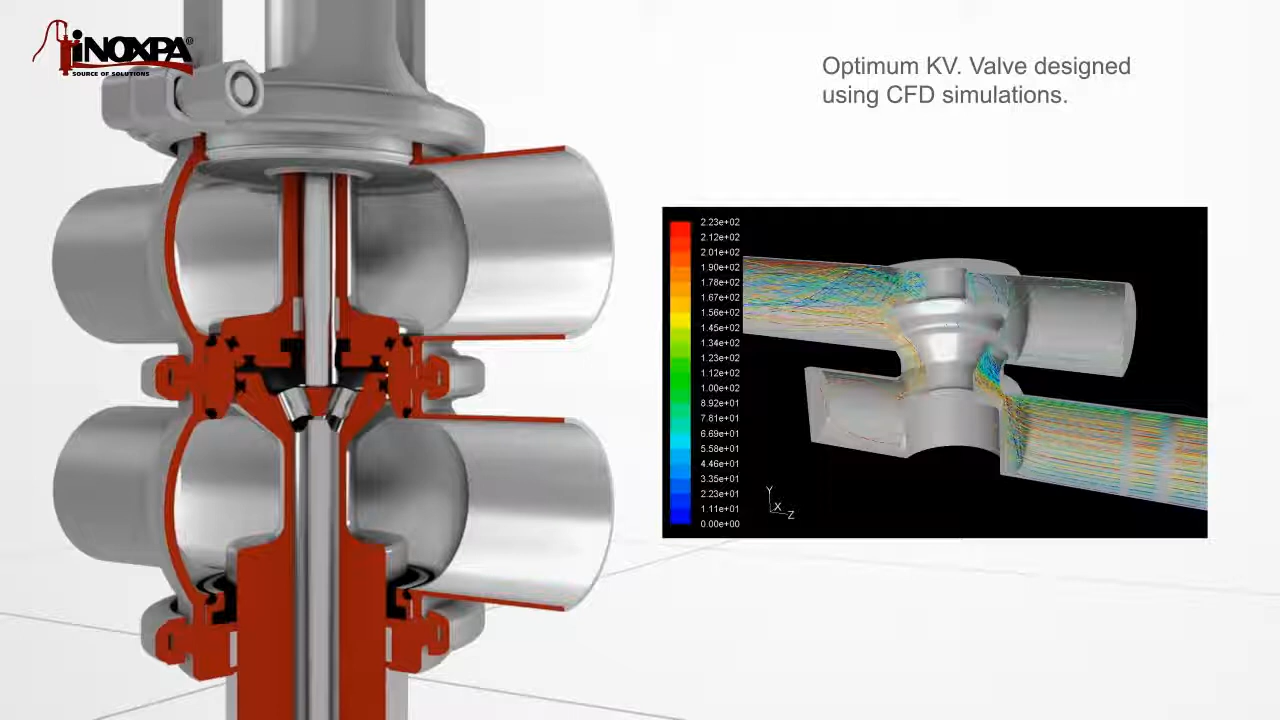 iNOXPA®
SOURCE OF SOLUTIONS
Optimum KV. Valve designed
using CFD simulations.
2.23e+02
2.12e+02
2.01e+02
1.90e+02
1.78e+02
1.67e+02
1.56e+02
1.45e+02
1.34e+02
1.23e+02
1.12e+02
1.00e+02
8.92e+01
7.81e+01
6.69e+01
5.58e+01
4.46e+01
3.35e+01
2.23e+01
1.11e+01
0.00e+00
Y
X
Z